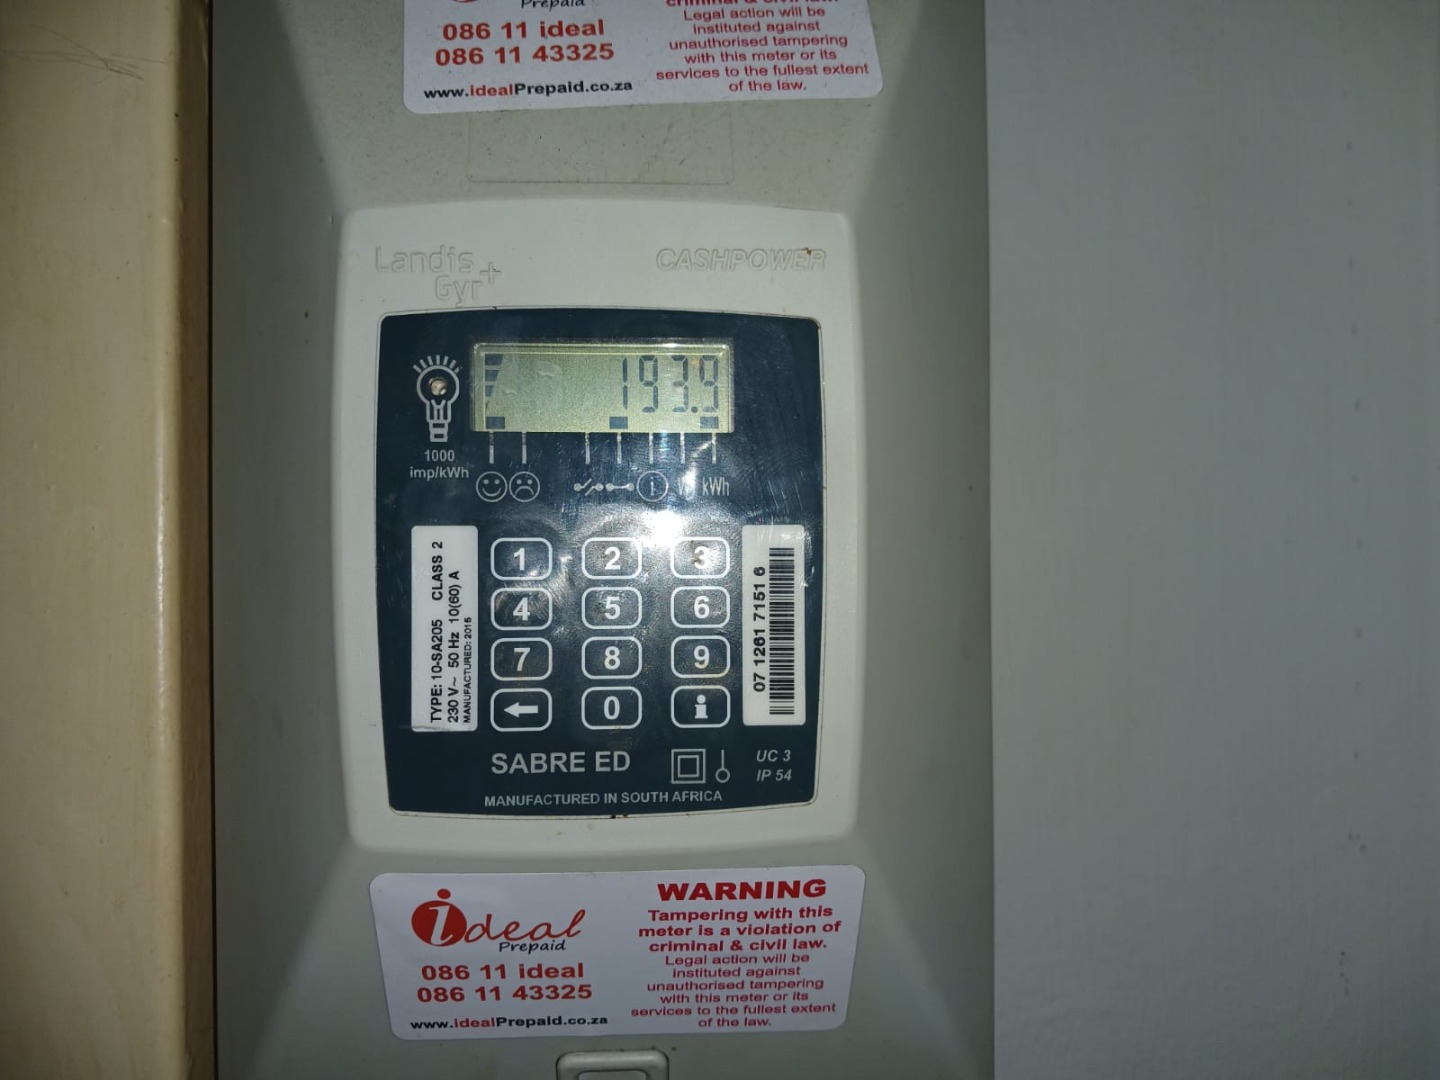 Prepaid
086 11 ideal
086 11 43325
www.idealPrepaid.co.za
Legal action will be
instituted against
unauthorised tampering
with this meter or its
services to the fullest extent
of the law.
Landis
Gyr+
CASHPOWER
193.9
1000
imp/kWh
i
kWh
TYPE: 10-SA205 CLASS 2
230 V~ 50 Hz 10(60) A
MANUFACTURED: 2015
1 2 3
4 5 6
7 8 9
0 i
07 1261 7151 6
SABRE ED
UC 3
IP 54
MANUFACTURED IN SOUTH AFRICA
ideal
Prepaid
086 11 ideal
086 11 43325
www.idealPrepaid.co.za
WARNING
Tampering with this
meter is a violation of
criminal & civil law.
Legal action will be
instituted against
unauthorised tampering
with this meter or its
services to the fullest extent
of the law.